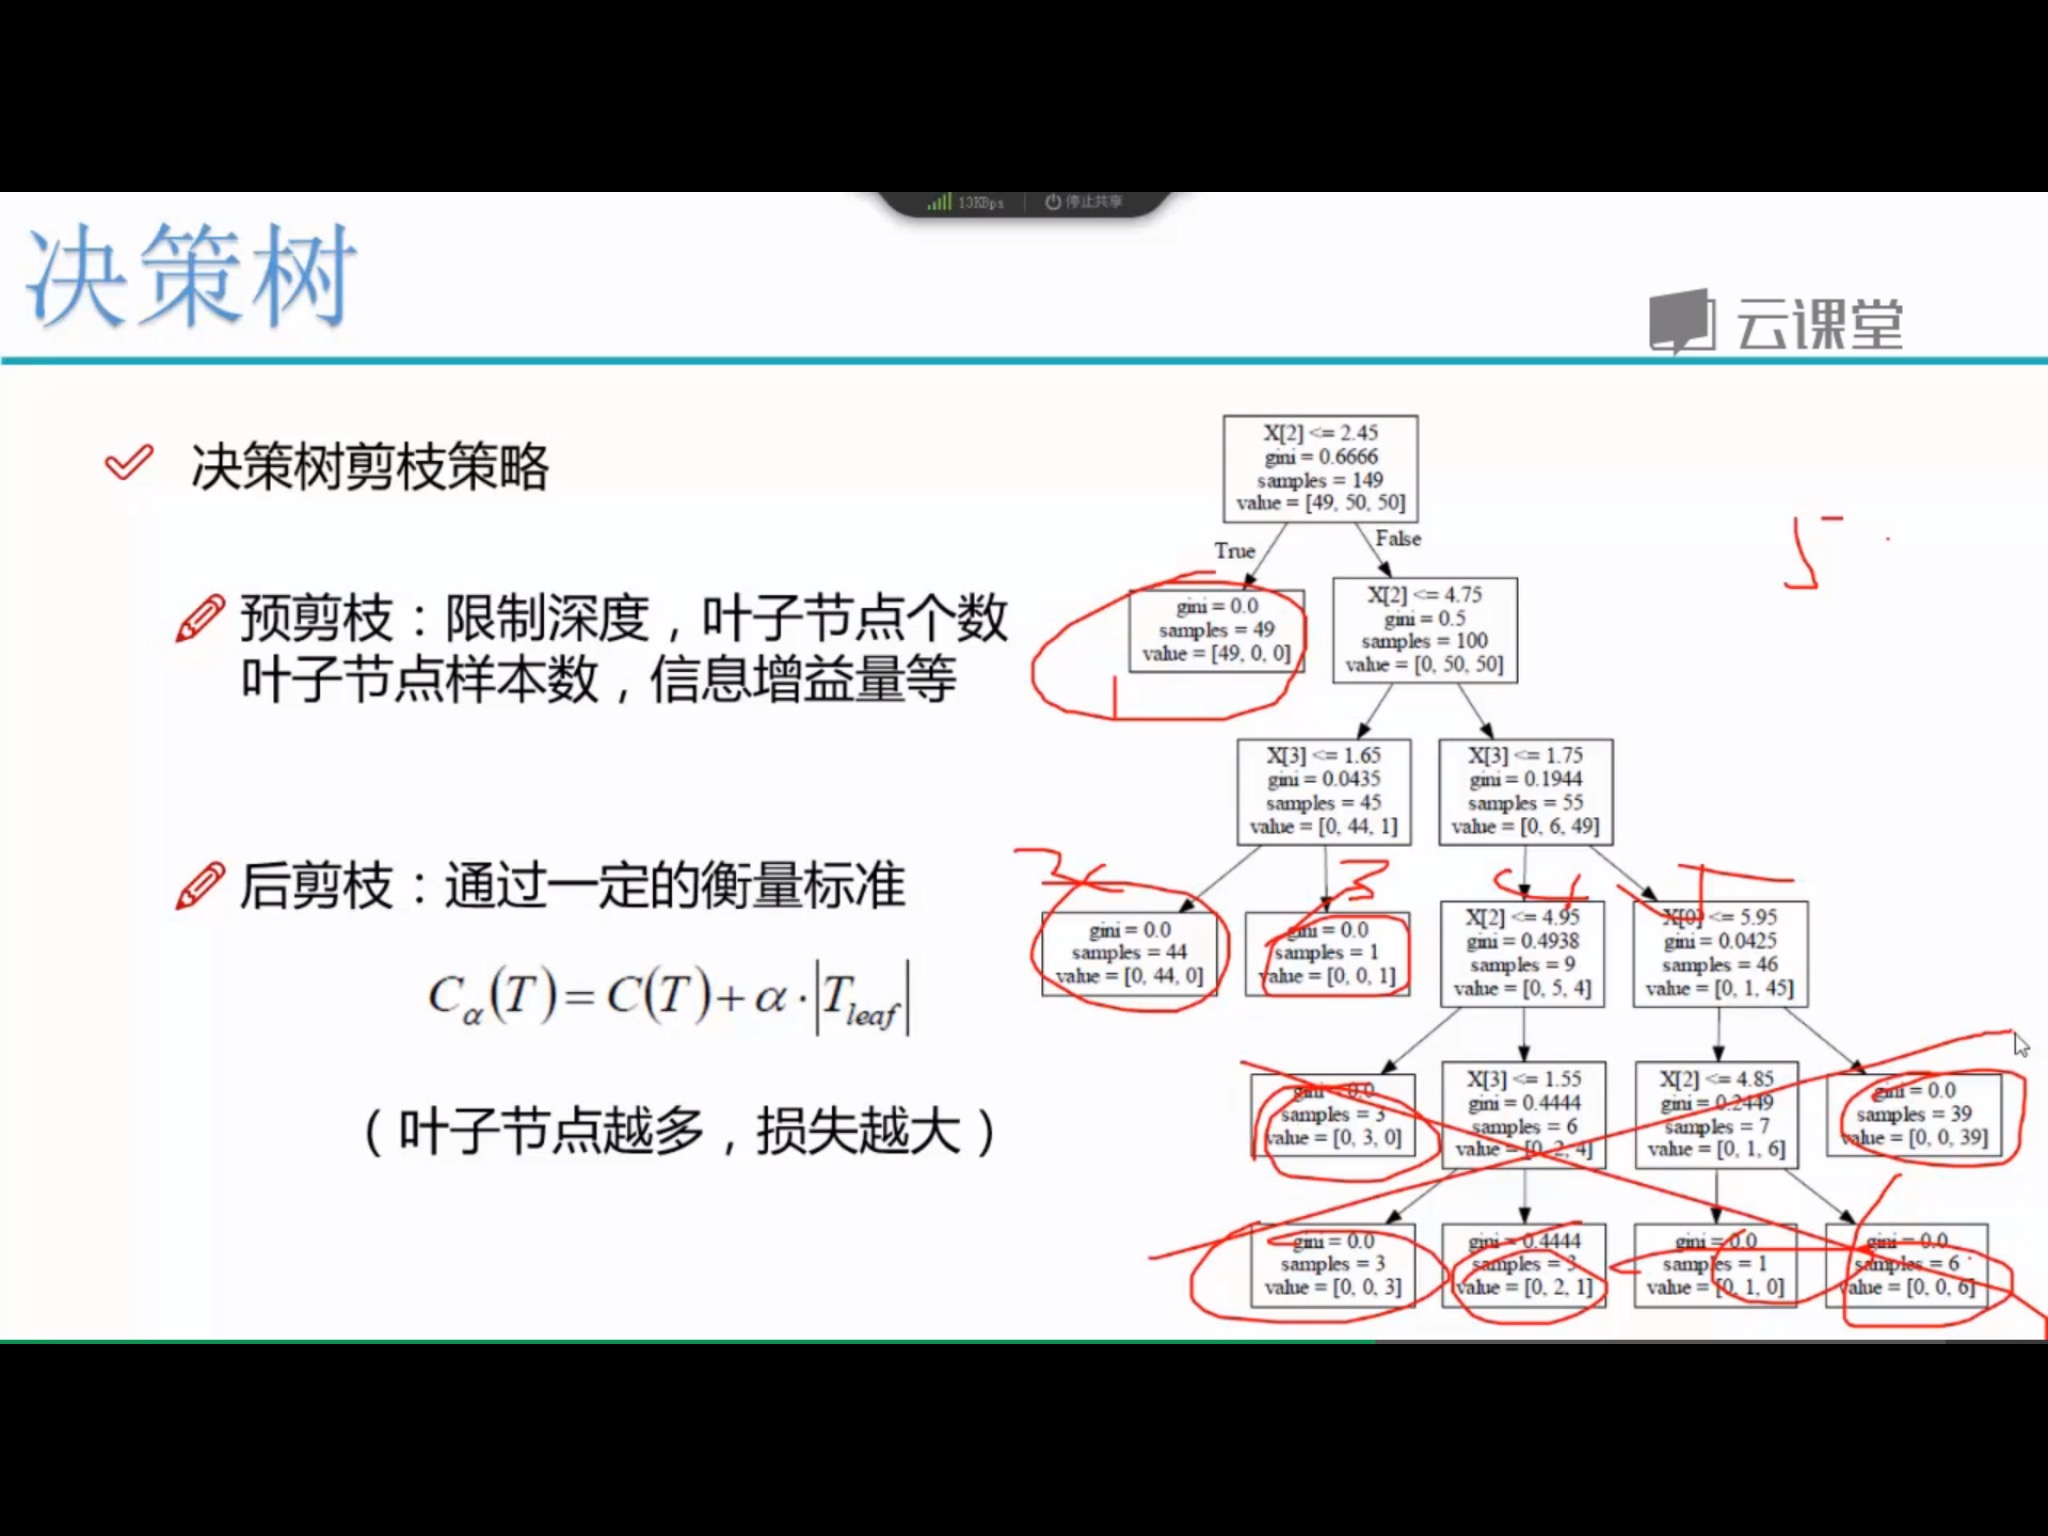 13KBps 停止共享
决策树
云课堂
决策树剪枝策略
预剪枝：限制深度，叶子节点个数
叶子节点样本数，信息增益量等
后剪枝：通过一定的衡量标准
Cα(T)=C(T)+α·|Tleaf|
（叶子节点越多，损失越大）
X[2] <= 2.45
gini = 0.6666
samples = 149
value = [49, 50, 50]
True
False
gini = 0.0
samples = 49
value = [49, 0, 0]
1
X[2] <= 4.75
gini = 0.5
samples = 100
value = [0, 50, 50]
X[3] <= 1.65
gini = 0.0435
samples = 45
value = [0, 44, 1]
X[3] <= 1.75
gini = 0.1944
samples = 55
value = [0, 6, 49]
gini = 0.0
samples = 44
value = [0, 44, 0]
3
gini = 0.0
samples = 1
value = [0, 0, 1]
4
X[2] <= 4.95
gini = 0.4938
samples = 9
value = [0, 5, 4]
5
X[0] <= 5.95
gini = 0.0425
samples = 46
value = [0, 1, 45]
gini = 0.0
samples = 3
value = [0, 3, 0]
X[3] <= 1.55
gini = 0.4444
samples = 6
value = [0, 2, 4]
X[2] <= 4.85
gini = 0.2449
samples = 7
value = [0, 1, 6]
gini = 0.0
samples = 39
value = [0, 0, 39]
gini = 0.0
samples = 3
value = [0, 0, 3]
gini = 0.4444
samples = 3
value = [0, 2, 1]
gini = 0.0
samples = 1
value = [0, 1, 0]
gini = 0.0
samples = 6
value = [0, 0, 6]